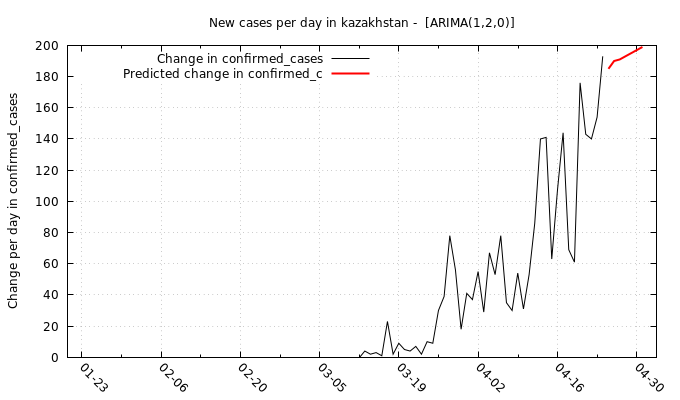 New cases per day in kazakhstan -  [ARIMA(1,2,0)]
Change in confirmed_cases
Predicted change in confirmed_c
Change per day in confirmed_cases
200
180
160
140
120
100
80
60
40
20
0
01-23 02-06 02-20 03-05 03-19 04-02 04-16 04-30